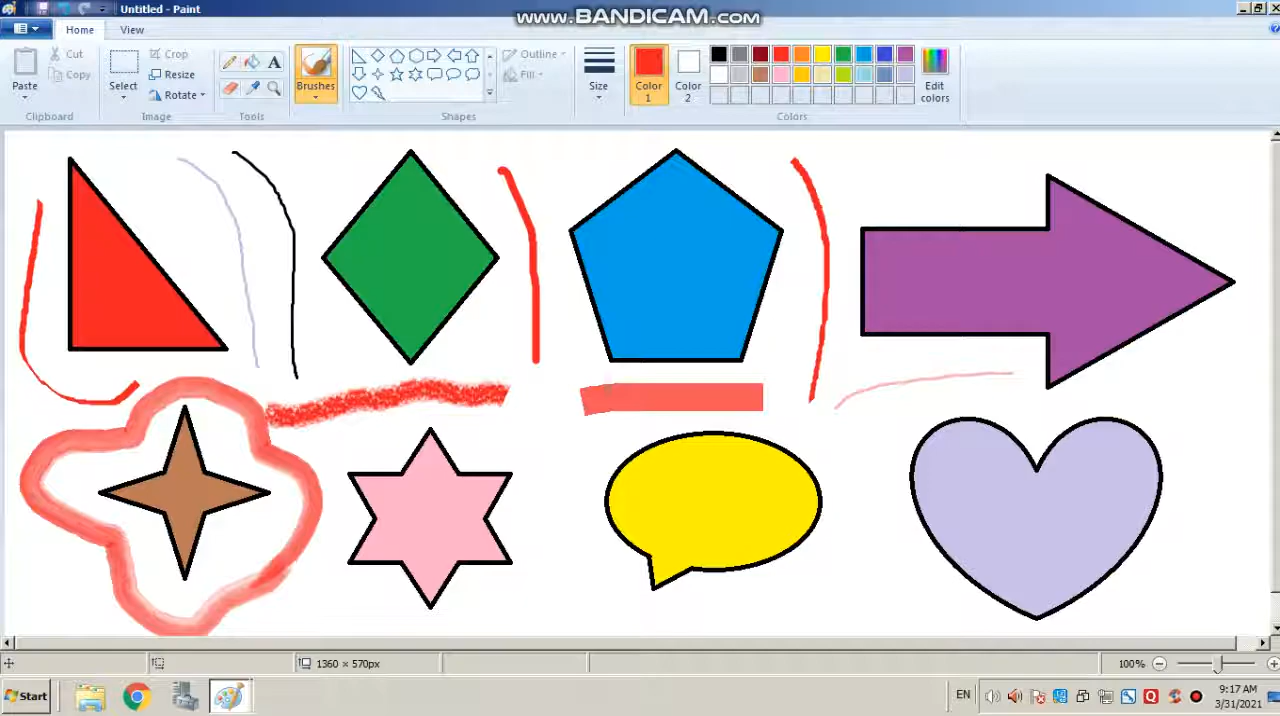 www.BANDICAM.com
Untitled - Paint
Home View
Paste
Cut
Copy
Clipboard
Select
Crop
Resize
Rotate
Image
A
Tools
Brushes
Outline
Fill
Shapes
Size
Color
1
Color
2
Edit
colors
Colors
1360 × 570px
100%
Start
EN
9:17 AM
3/31/2021